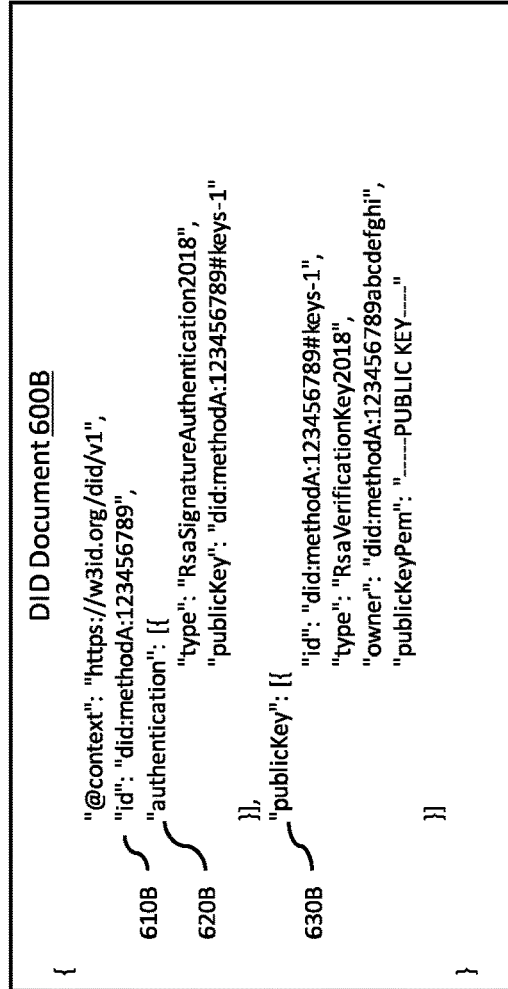 DID Document 600B
{
"@context": "https://w3id.org/did/v1",
"id": "did:methodA:123456789",
610B
"authentication": [{
620B
"type": "RsaSignatureAuthentication2018",
"publicKey": "did:methodA:123456789#keys-1"
}],
"publicKey": [{
630B
"id": "did:methodA:123456789#keys-1",
"type": "RsaVerificationKey2018",
"owner": "did:methodA:123456789abcdefghi",
"publicKeyPem": "-----PUBLIC KEY----"
}]
}